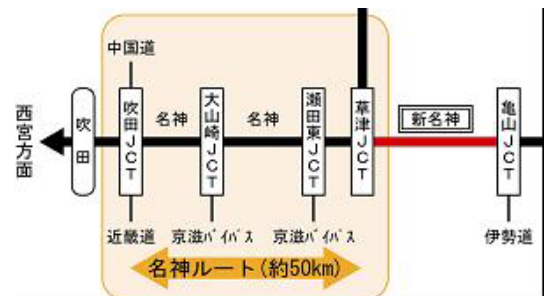 中国道
西宮方面
吹田
吹田JCT
名神
大山崎JCT
名神
瀬田東JCT
草津JCT
新名神
亀山JCT
近畿道
京滋ﾊﾞｲﾊﾟｽ
京滋ﾊﾞｲﾊﾟｽ
伊勢道
名神ルート(約50km)